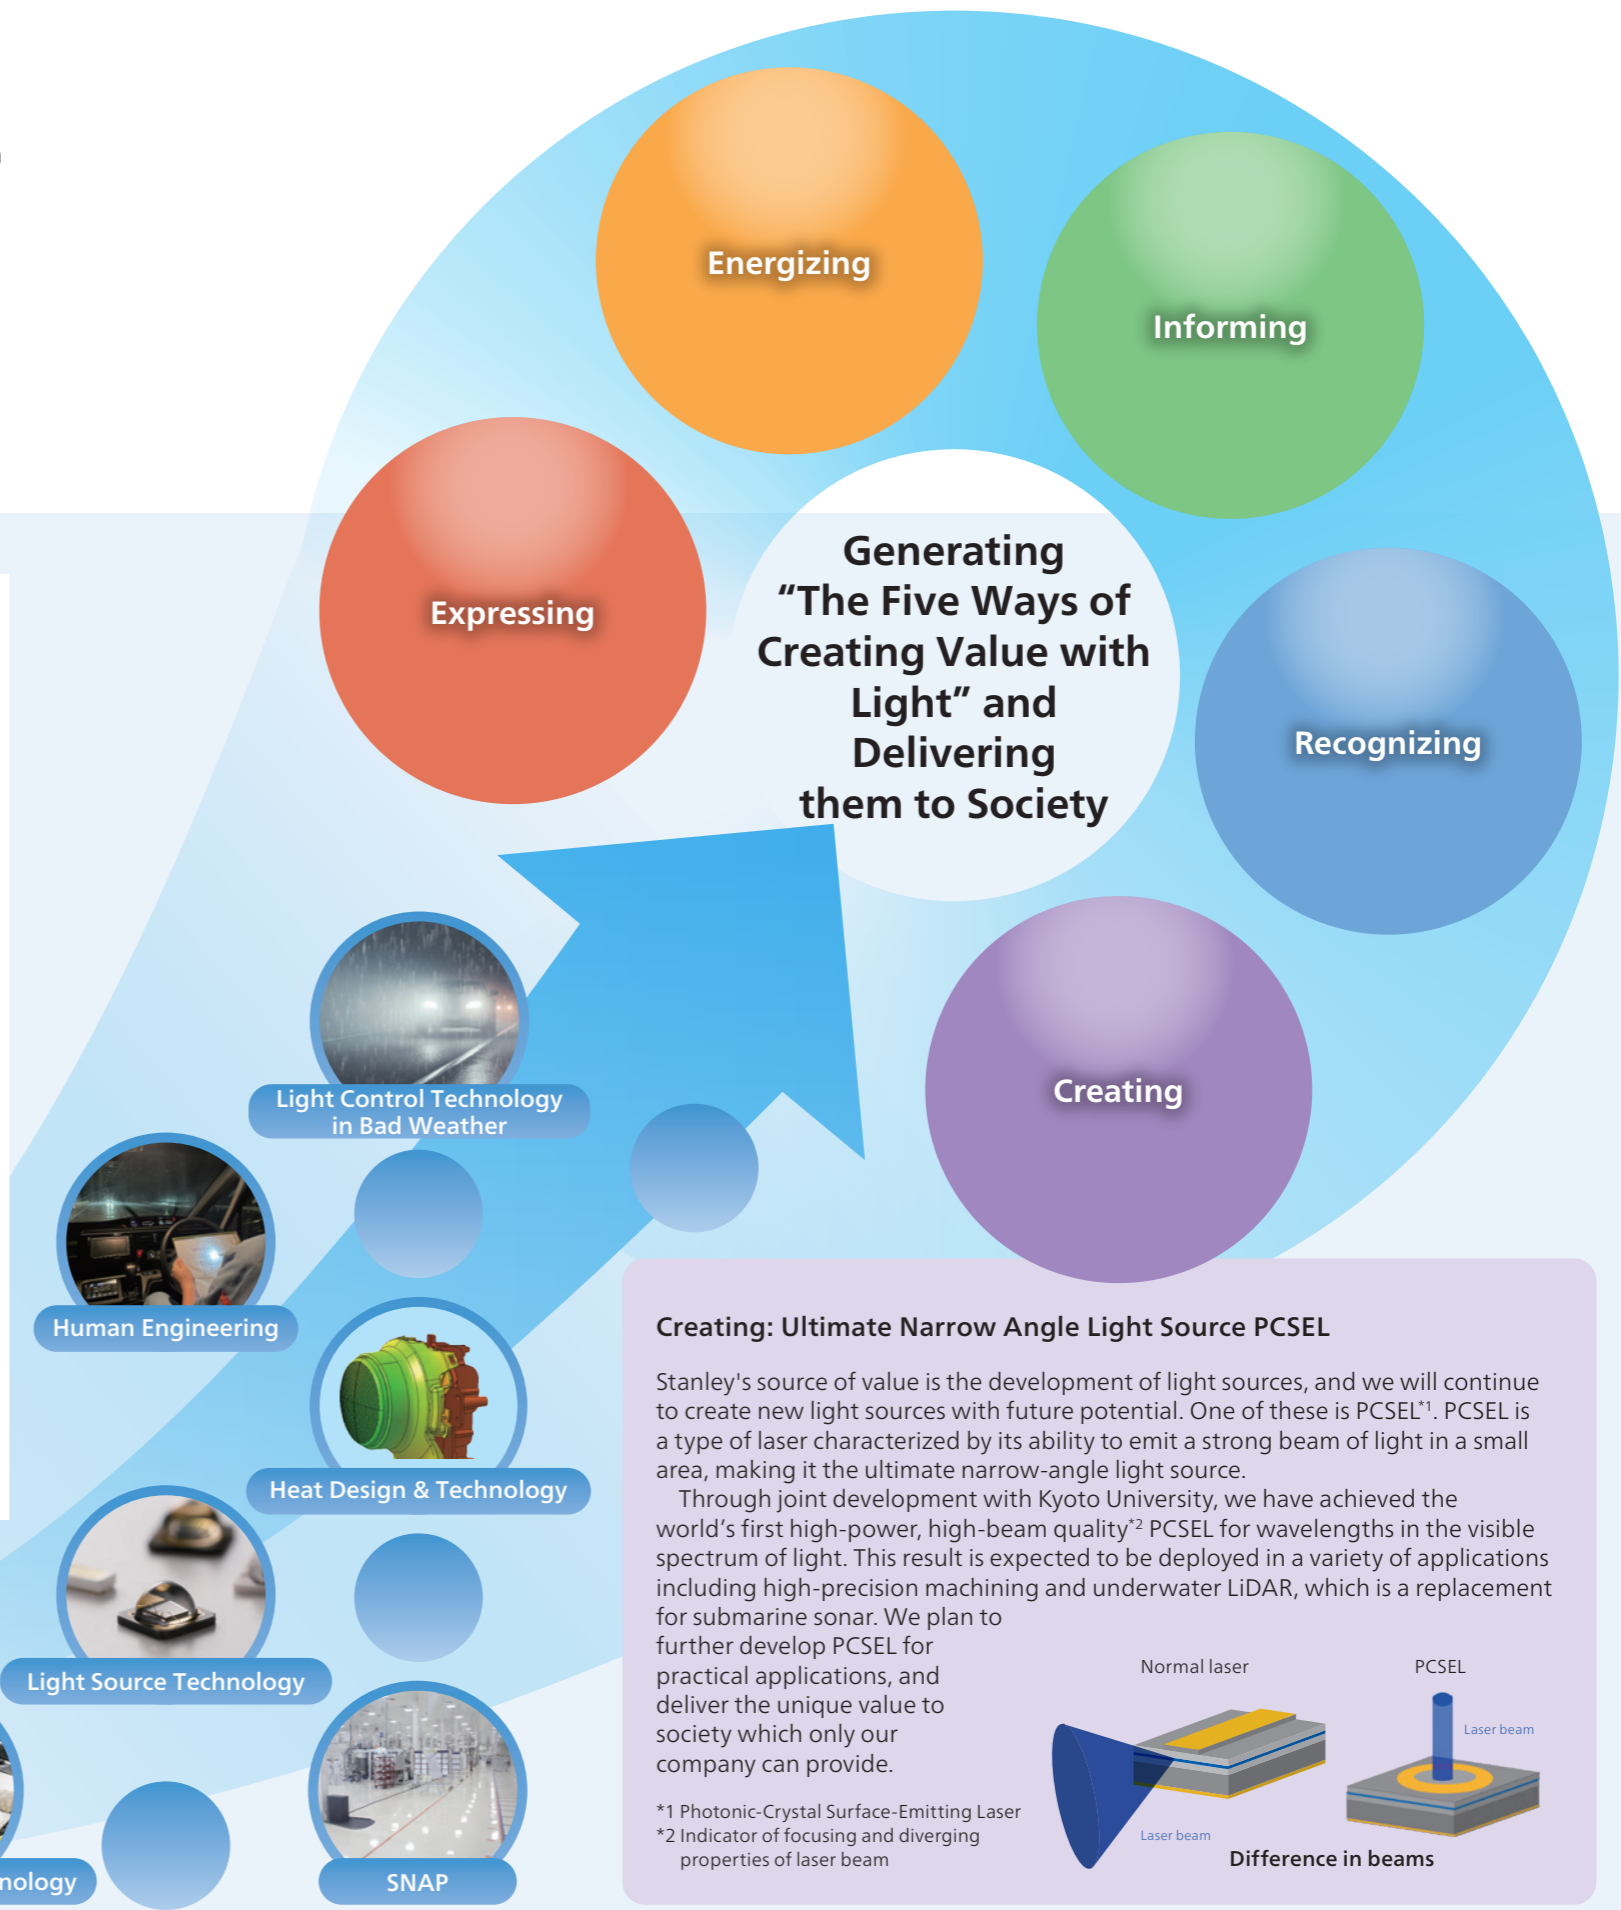 Energizing
Informing
Expressing
Generating
“The Five Ways of
Creating Value with
Light” and
Delivering
them to Society
Recognizing
Creating
Light Control Technology
in Bad Weather
Human Engineering
Heat Design & Technology
Light Source Technology
nology
SNAP
Creating: Ultimate Narrow Angle Light Source PCSEL
Stanley's source of value is the development of light sources, and we will continue
to create new light sources with future potential. One of these is PCSEL*1. PCSEL is
a type of laser characterized by its ability to emit a strong beam of light in a small
area, making it the ultimate narrow-angle light source.
Through joint development with Kyoto University, we have achieved the
world’s first high-power, high-beam quality*2 PCSEL for wavelengths in the visible
spectrum of light. This result is expected to be deployed in a variety of applications
including high-precision machining and underwater LiDAR, which is a replacement
for submarine sonar. We plan to
further develop PCSEL for
practical applications, and
deliver the unique value to
society which only our
company can provide.
*1 Photonic-Crystal Surface-Emitting Laser
*2 Indicator of focusing and diverging
properties of laser beam
Normal laser
PCSEL
Laser beam
Laser beam
Difference in beams